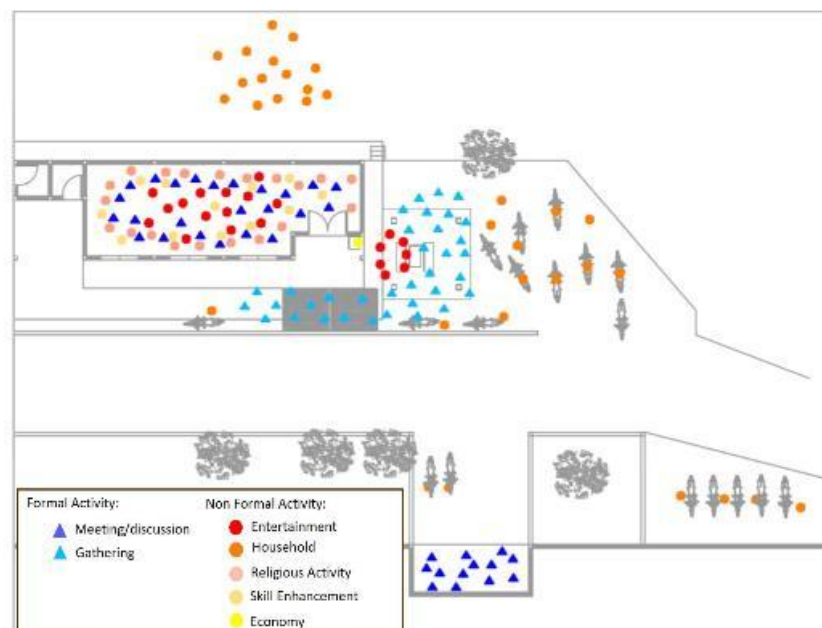 Formal Activity:
Meeting/discussion
Gathering
Non Formal Activity:
Entertainment
Household
Religious Activity
Skill Enhancement
Economy